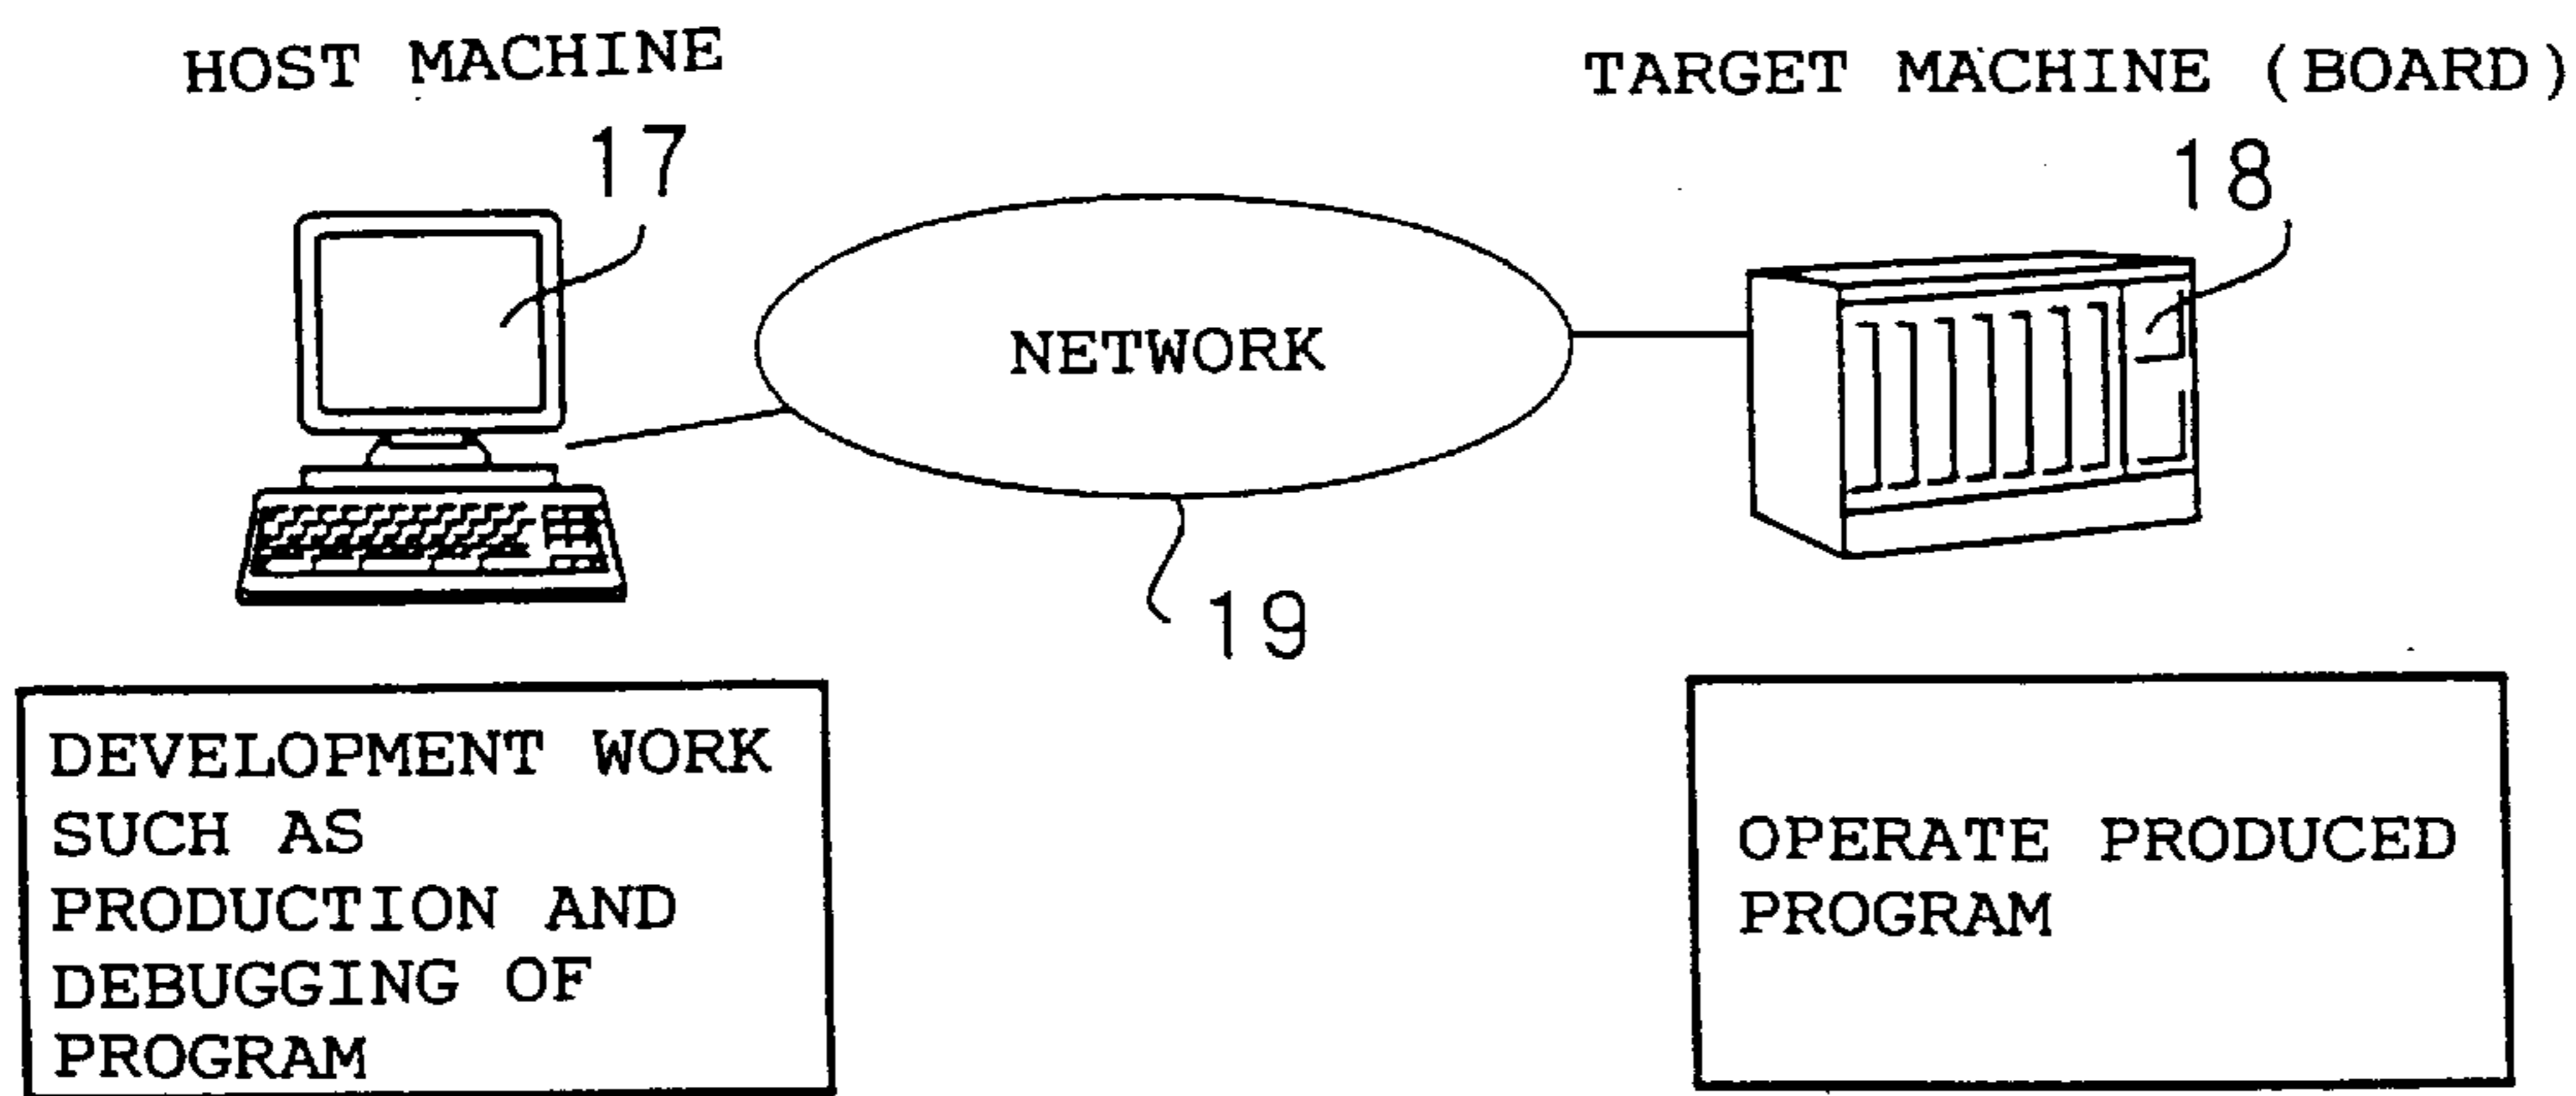 HOST MACHINE
TARGET MACHINE (BOARD)
17
18
NETWORK
19
DEVELOPMENT WORK
SUCH AS
PRODUCTION AND
DEBUGGING OF
PROGRAM
OPERATE PRODUCED
PROGRAM